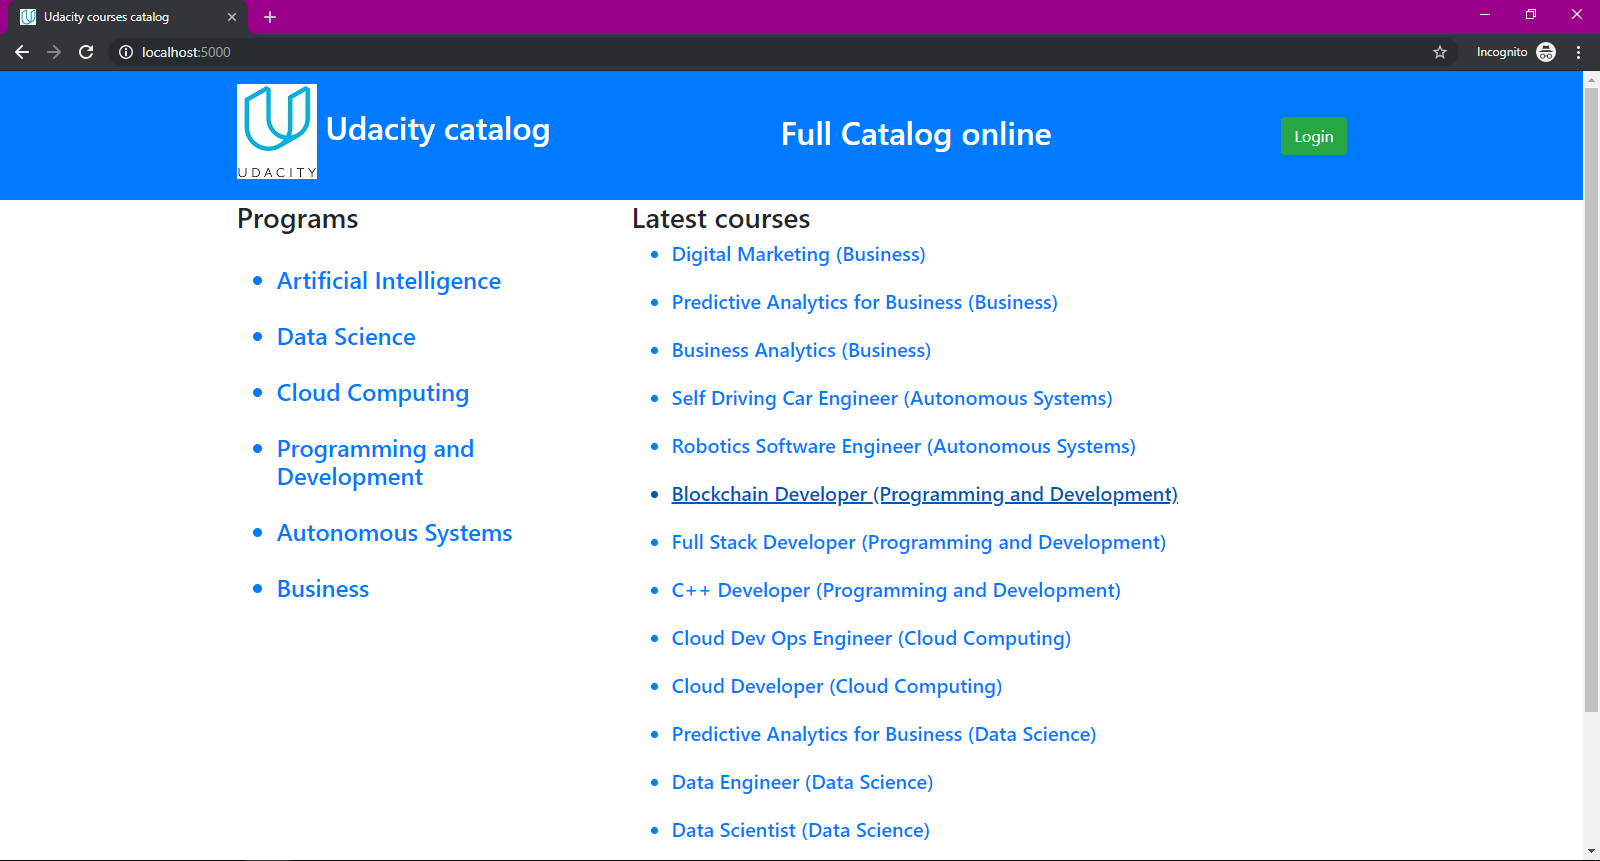 Udacity courses catalog
localhost:5000
Incognito
UDACITY
Udacity catalog
Full Catalog online
Login
Programs
Artificial Intelligence
Data Science
Cloud Computing
Programming and
Development
Autonomous Systems
Business
Latest courses
Digital Marketing (Business)
Predictive Analytics for Business (Business)
Business Analytics (Business)
Self Driving Car Engineer (Autonomous Systems)
Robotics Software Engineer (Autonomous Systems)
Blockchain Developer (Programming and Development)
Full Stack Developer (Programming and Development)
C++ Developer (Programming and Development)
Cloud Dev Ops Engineer (Cloud Computing)
Cloud Developer (Cloud Computing)
Predictive Analytics for Business (Data Science)
Data Engineer (Data Science)
Data Scientist (Data Science)